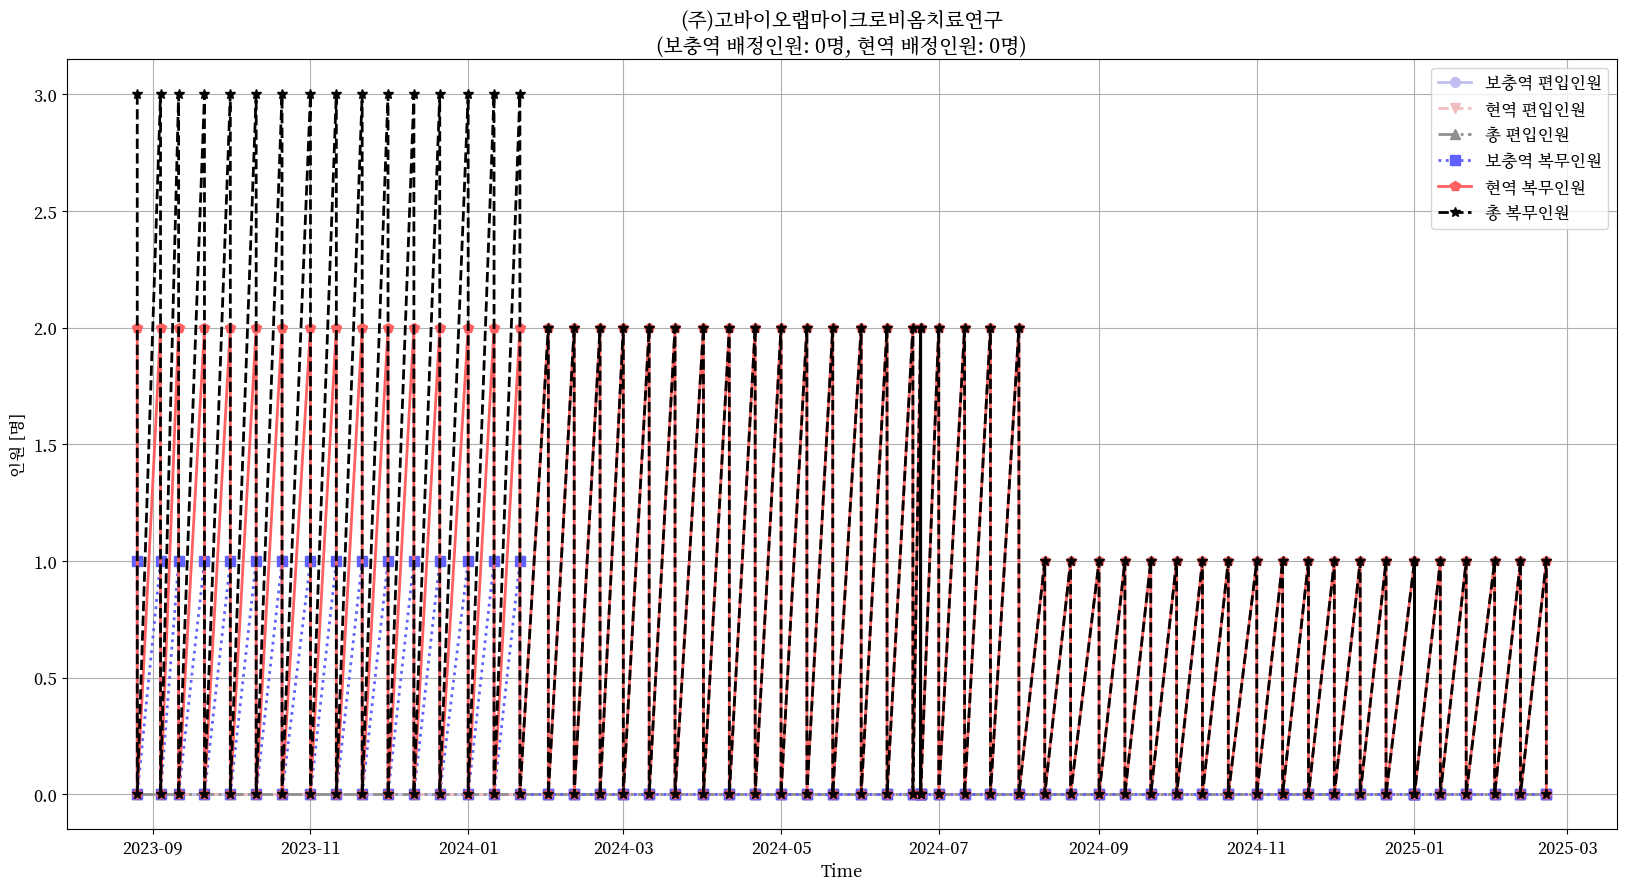 (주)고바이오랩마이크로비옴치료연구
(보충역 배정인원: 0명, 현역 배정인원: 0명)
보충역 편입인원
현역 편입인원
총 편입인원
보충역 복무인원
현역 복무인원
총 복무인원
인원 [명]
3.0
2.5
2.0
1.5
1.0
0.5
0.0
2023-09
2023-11
2024-01
2024-03
2024-05
2024-07
2024-09
2024-11
2025-01
2025-03
Time